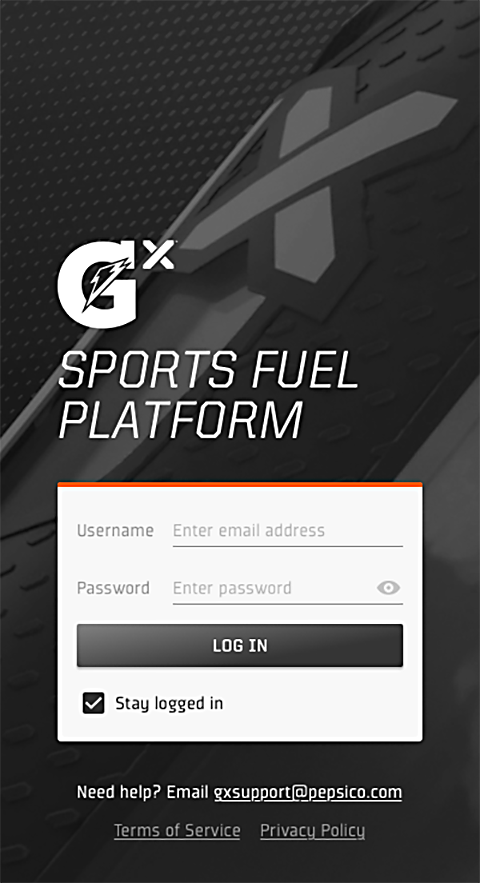 Gx
SPORTS FUEL
PLATFORM
Username Enter email address
Password Enter password
LOG IN
Stay logged in
Need help? Email gxsupport@pepsico.com
Terms of Service Privacy Policy